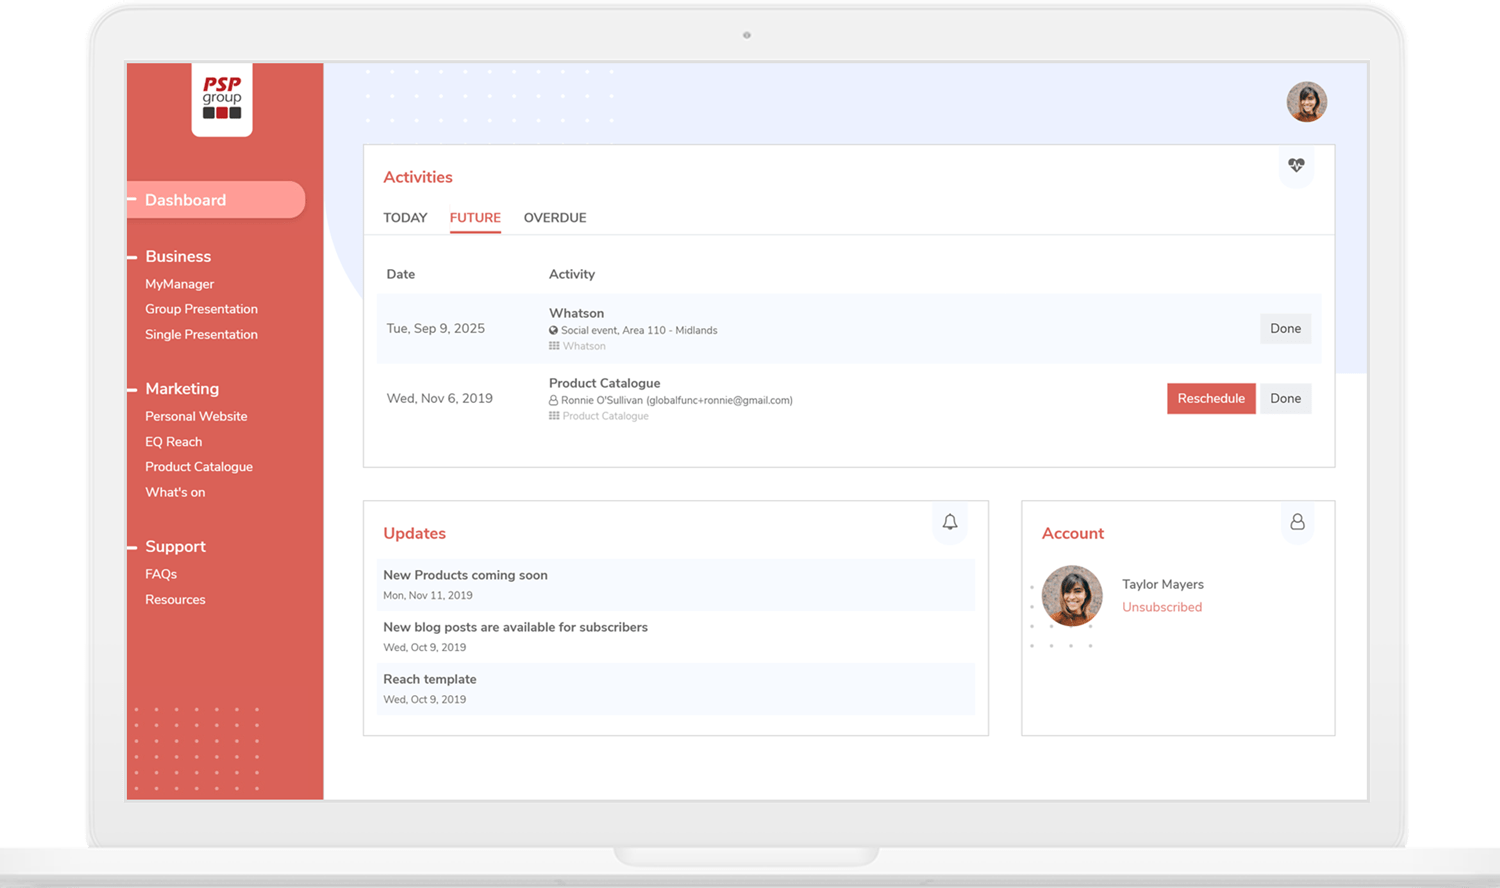 PSP
group
Dashboard
Business
MyManager
Group Presentation
Single Presentation
Marketing
Personal Website
EQ Reach
Product Catalogue
What's on
Support
FAQs
Resources
Activities
TODAY FUTURE OVERDUE
Date Activity
Tue, Sep 9, 2025
Whatson
Social event, Area 110 - Midlands
Whatson
Done
Wed, Nov 6, 2019
Product Catalogue
Ronnie O'Sullivan (globalfunc+ronnie@gmail.com)
Product Catalogue
Reschedule Done
Updates
New Products coming soon
Mon, Nov 11, 2019
New blog posts are available for subscribers
Wed, Oct 9, 2019
Reach template
Wed, Oct 9, 2019
Account
Taylor Mayers
Unsubscribed